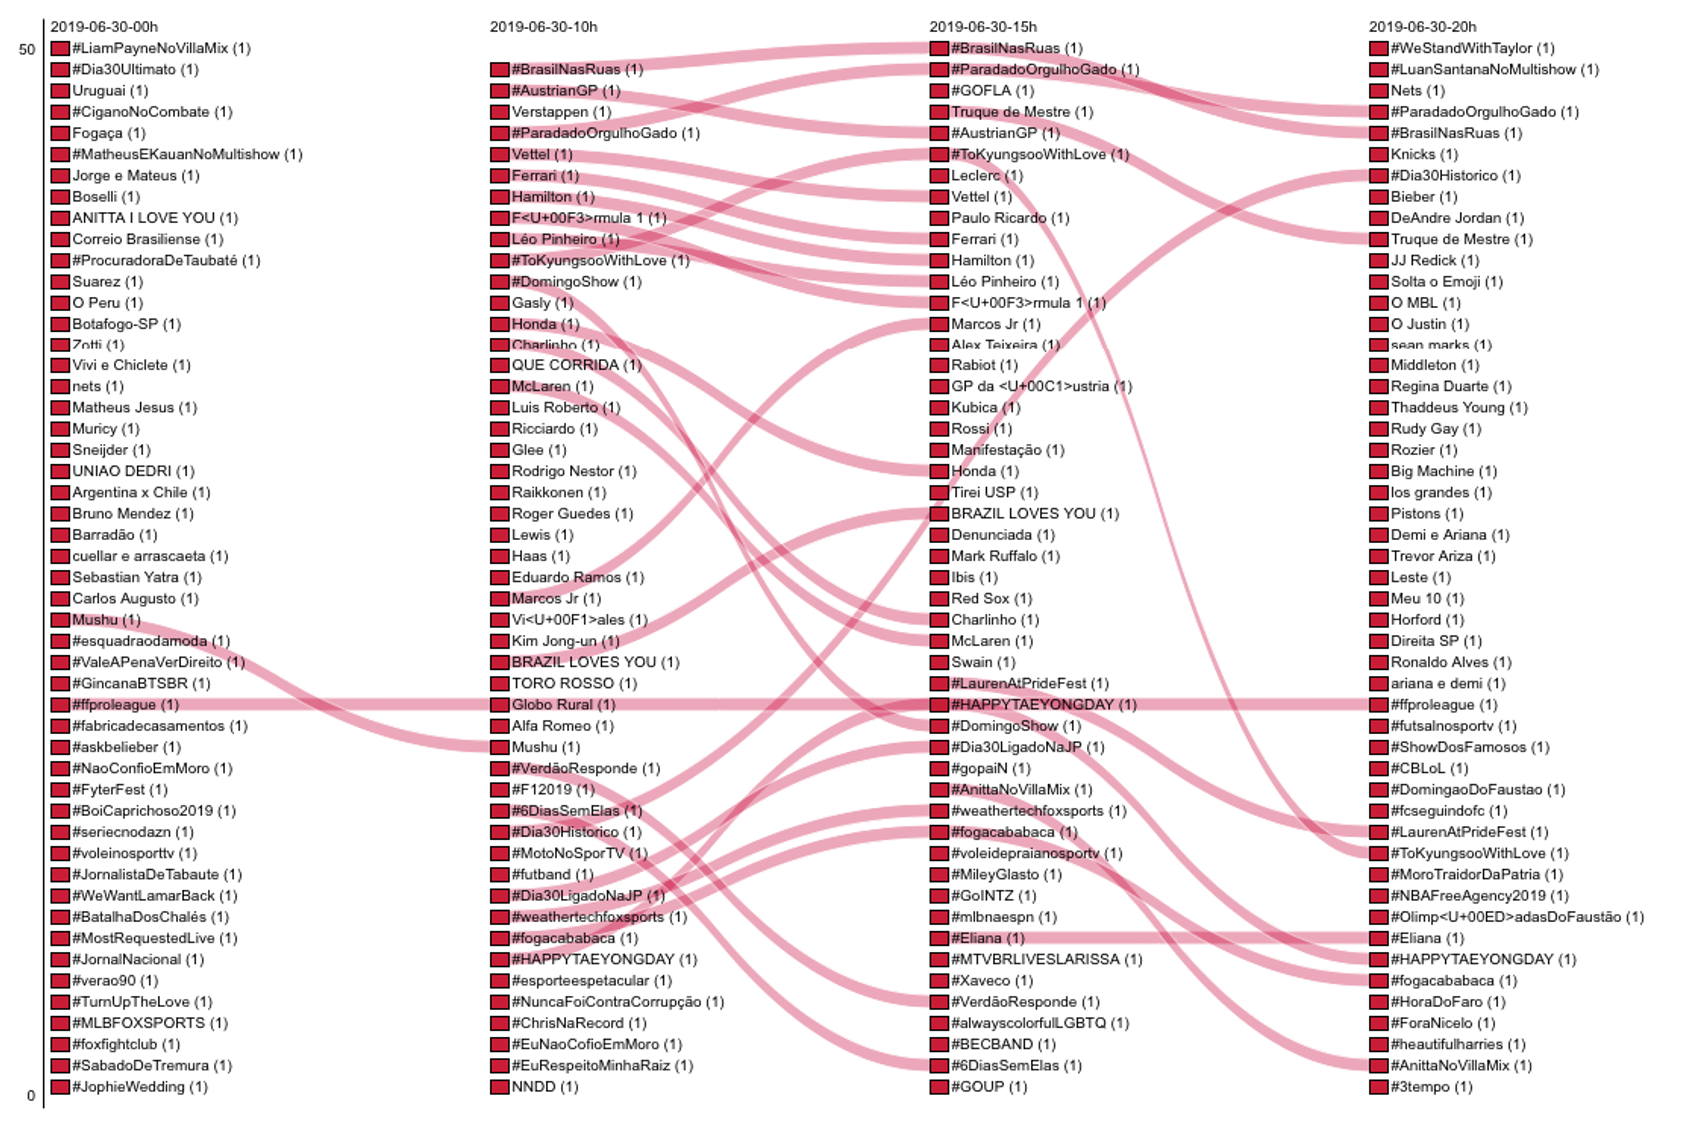 2019-06-30-00h
50
#LiamPayneNoVillaMix (1)
#Dia30Ultimato (1)
Uruguai (1)
#CiganoNoCombate (1)
Fogaça (1)
#MatheusEKauanNoMultishow (1)
Jorge e Mateus (1)
Boselli (1)
ANITTA I LOVE YOU (1)
Correio Brasiliense (1)
#ProcuradoraDeTaubaté (1)
Suarez (1)
O Peru (1)
Botafogo-SP (1)
Zotti (1)
Vivi e Chiclete (1)
nets (1)
Matheus Jesus (1)
Muricy (1)
Sneijder (1)
UNIAO DEDRI (1)
Argentina x Chile (1)
Bruno Mendez (1)
Barradão (1)
cuellar e arrascaeta (1)
Sebastian Yatra (1)
Carlos Augusto (1)
Mushu (1)
#esquadraodamoda (1)
#ValeAPenaVerDireito (1)
#GincanaBTSBR (1)
#ffproleague (1)
#fabricadecasamentos (1)
#askbelieber (1)
#NaoConfioEmMoro (1)
#FyterFest (1)
#BoiCaprichoso2019 (1)
#seriecnodazn (1)
#voleinosporttv (1)
#JornalistaDeTabaute (1)
#WeWantLamarBack (1)
#BatalhaDosChalés (1)
#MostRequestedLive (1)
#JornalNacional (1)
#verao90 (1)
#TurnUpTheLove (1)
#MLBFOXSPORTS (1)
#foxfightclub (1)
#SabadoDeTremura (1)
#JophieWedding (1)
0
2019-06-30-10h
#BrasilNasRuas (1)
#AustrianGP (1)
Verstappen (1)
#ParadadoOrgulhoGado (1)
Vettel (1)
Ferrari (1)
Hamilton (1)
F<U+00F3>rmula 1 (1)
Léo Pinheiro (1)
#ToKyungsooWithLove (1)
#DomingoShow (1)
Gasly (1)
Honda (1)
Charlinho (1)
QUE CORRIDA (1)
McLaren (1)
Luis Roberto (1)
Ricciardo (1)
Glee (1)
Rodrigo Nestor (1)
Raikkonen (1)
Roger Guedes (1)
Lewis (1)
Haas (1)
Eduardo Ramos (1)
Marcos Jr (1)
Vi<U+00F1>ales (1)
Kim Jong-un (1)
BRAZIL LOVES YOU (1)
TORO ROSSO (1)
Globo Rural (1)
Alfa Romeo (1)
Mushu (1)
#VerdãoResponde (1)
#F12019 (1)
#6DiasSemElas (1)
#Dia30Historico (1)
#MotoNoSporTV (1)
#futband (1)
#Dia30LigadoNaJP (1)
#weathertechfoxsports (1)
#fogacababaca (1)
#HAPPYTAEYONGDAY (1)
#esporteespetacular (1)
#NuncaFoiContraCorrupção (1)
#ChrisNaRecord (1)
#EuNaoCofioEmMoro (1)
#EuRespeitoMinhaRaiz (1)
NNDD (1)
2019-06-30-15h
#BrasilNasRuas (1)
#ParadadoOrgulhoGado (1)
#GOFLA (1)
Truque de Mestre (1)
#AustrianGP (1)
#ToKyungsooWithLove (1)
Leclerc (1)
Vettel (1)
Paulo Ricardo (1)
Ferrari (1)
Hamilton (1)
Léo Pinheiro (1)
F<U+00F3>rmula 1 (1)
Marcos Jr (1)
Alex Teixeira (1)
Rabiot (1)
GP da <U+00C1>ustria (1)
Kubica (1)
Rossi (1)
Manifestação (1)
Honda (1)
Tirei USP (1)
BRAZIL LOVES YOU (1)
Denunciada (1)
Mark Ruffalo (1)
Ibis (1)
Red Sox (1)
Charlinho (1)
McLaren (1)
Swain (1)
#LaurenAtPrideFest (1)
#HAPPYTAEYONGDAY (1)
#DomingoShow (1)
#Dia30LigadoNaJP (1)
#gopaiN (1)
#AnittaNoVillaMix (1)
#weathertechfoxsports (1)
#fogacababaca (1)
#voleidepraianosportv (1)
#MileyGlasto (1)
#GoINTZ (1)
#mlbnaespn (1)
#Eliana (1)
#MTVBRLIVESLARISSA (1)
#Xaveco (1)
#VerdãoResponde (1)
#alwayscolorfulLGBTQ (1)
#BECBAND (1)
#6DiasSemElas (1)
#GOUP (1)
2019-06-30-20h
#WeStandWithTaylor (1)
#LuanSantanaNoMultishow (1)
Nets (1)
#ParadadoOrgulhoGado (1)
#BrasilNasRuas (1)
Knicks (1)
#Dia30Historico (1)
Bieber (1)
DeAndre Jordan (1)
Truque de Mestre (1)
JJ Redick (1)
Solta o Emoji (1)
O MBL (1)
O Justin (1)
sean marks (1)
Middleton (1)
Regina Duarte (1)
Thaddeus Young (1)
Rudy Gay (1)
Rozier (1)
Big Machine (1)
los grandes (1)
Pistons (1)
Demi e Ariana (1)
Trevor Ariza (1)
Leste (1)
Meu 10 (1)
Horford (1)
Direita SP (1)
Ronaldo Alves (1)
ariana e demi (1)
#ffproleague (1)
#futsalnosportv (1)
#ShowDosFamosos (1)
#CBLoL (1)
#DomingaoDoFaustao (1)
#fcseguindofc (1)
#LaurenAtPrideFest (1)
#ToKyungsooWithLove (1)
#MoroTraidorDaPatria (1)
#NBAFreeAgency2019 (1)
#Olimp<U+00ED>adasDoFaustão (1)
#Eliana (1)
#HAPPYTAEYONGDAY (1)
#fogacababaca (1)
#HoraDoFaro (1)
#ForaNicelo (1)
#heautifulharries (1)
#AnittaNoVillaMix (1)
#3tempo (1)